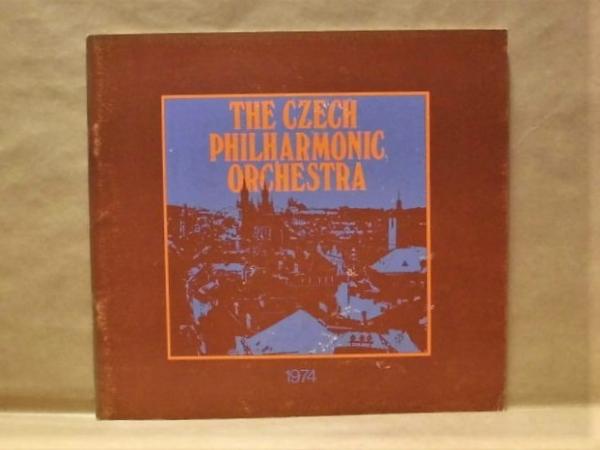 THE CZECH
PHILHARMONIC
ORCHESTRA
1974